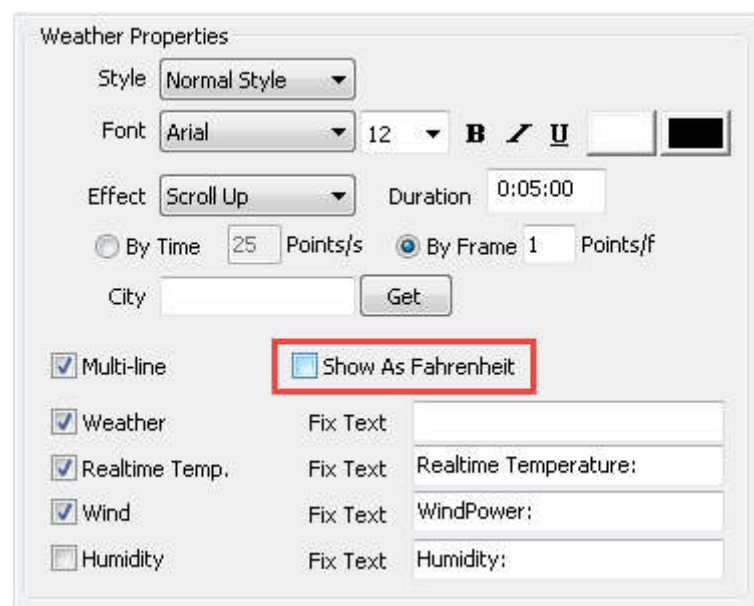 Weather Properties
Style Normal Style
Font Arial 12 B I U
Effect Scroll Up Duration 0:05:00
By Time 25 Points/s By Frame 1 Points/f
City Get
Multi-line Show As Fahrenheit
Weather Fix Text
Realtime Temp. Fix Text Realtime Temperature:
Wind Fix Text WindPower:
Humidity Fix Text Humidity: